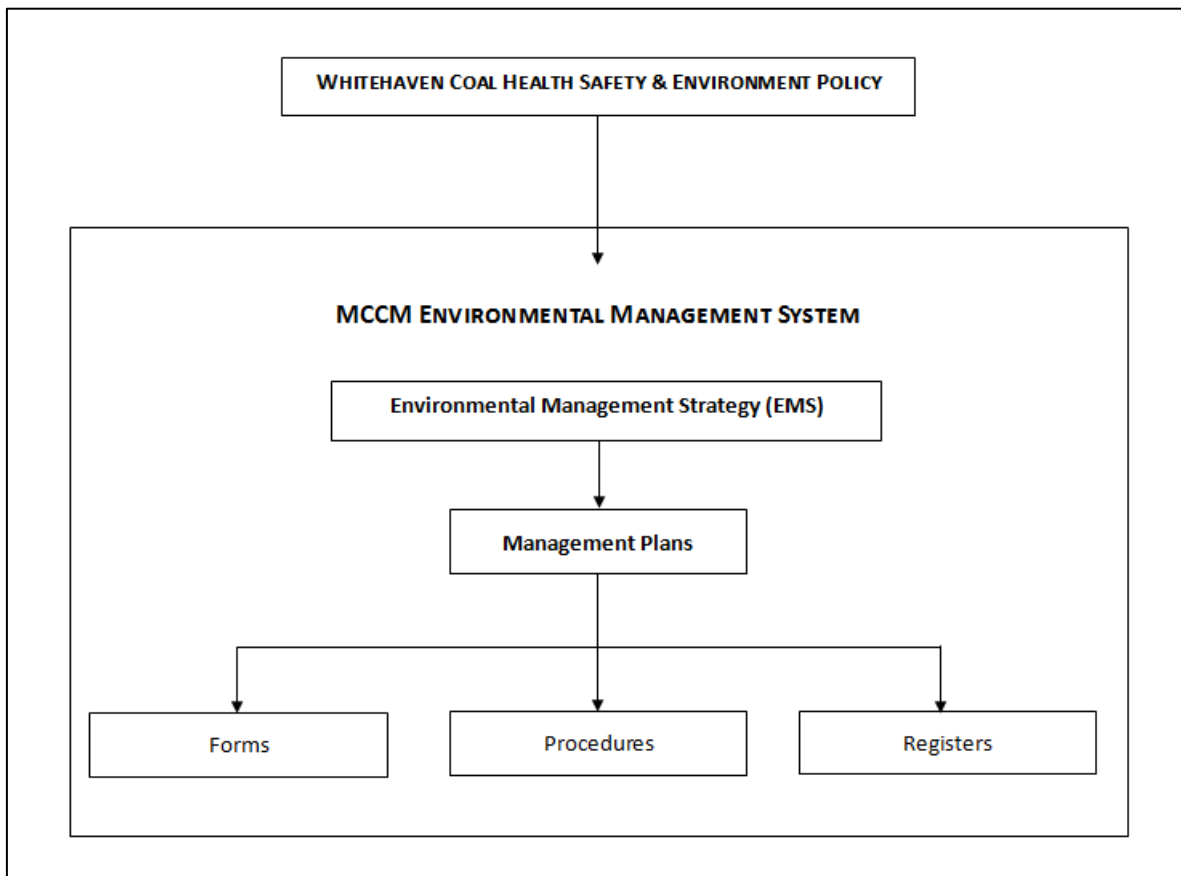 WHITEHAVEN COAL HEALTH SAFETY & ENVIRONMENT POLICY
MCCM ENVIRONMENTAL MANAGEMENT SYSTEM
Environmental Management Strategy (EMS)
Management Plans
Forms
Procedures
Registers